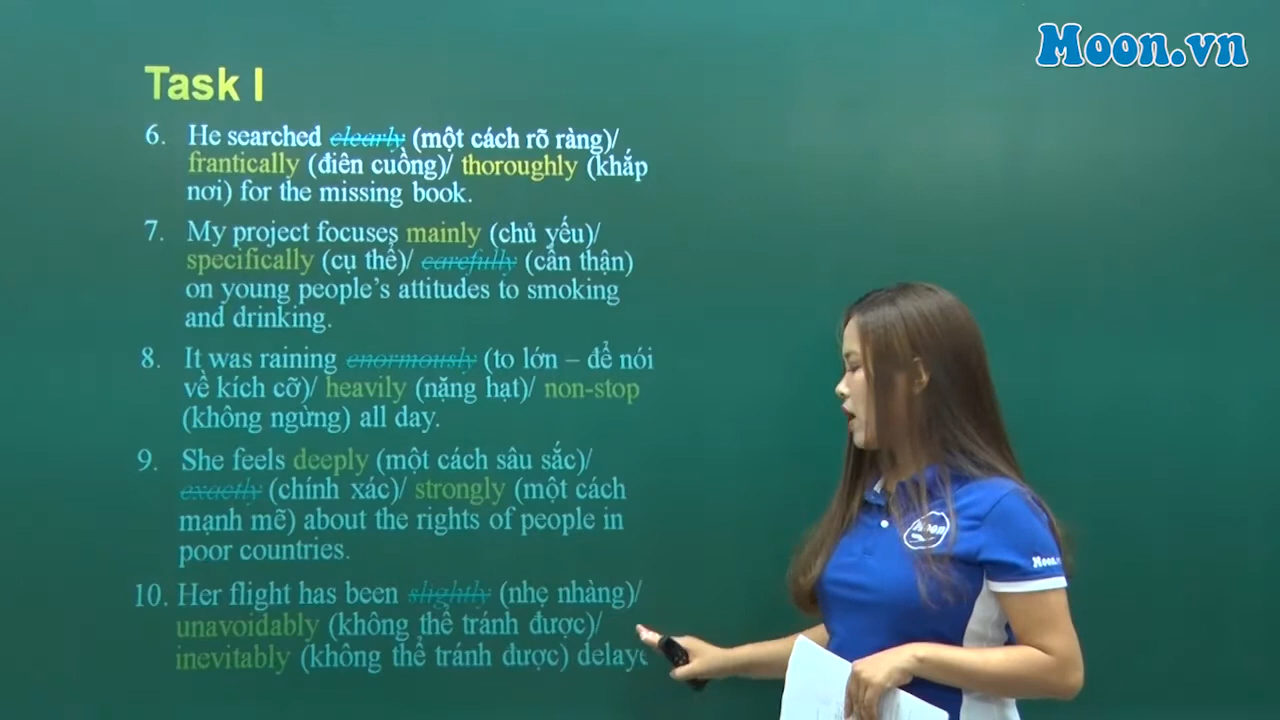 Moon.vn
Task I
6. He searched clearly (một cách rõ ràng)/
frantically (điên cuồng)/ thoroughly (khắp
nơi) for the missing book.
7. My project focuses mainly (chủ yếu)/
specifically (cụ thể)/ carefully (cẩn thận)
on young people's attitudes to smoking
and drinking.
8. It was raining enormously (to lớn – để nói
về kích cỡ)/ heavily (nặng hạt)/ non-stop
(không ngừng) all day.
9. She feels deeply (một cách sâu sắc)/
exactly (chính xác)/ strongly (một cách
mạnh mẽ) about the rights of people in
poor countries.
10. Her flight has been slightly (nhẹ nhàng)/
unavoidably (không thể tránh được)/
inevitably (không thể tránh được)
Moon
Moon.v